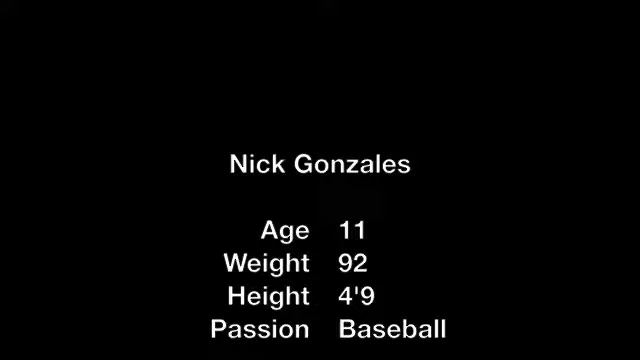 Nick Gonzales
Age 11
Weight 92
Height 4'9
Passion Baseball